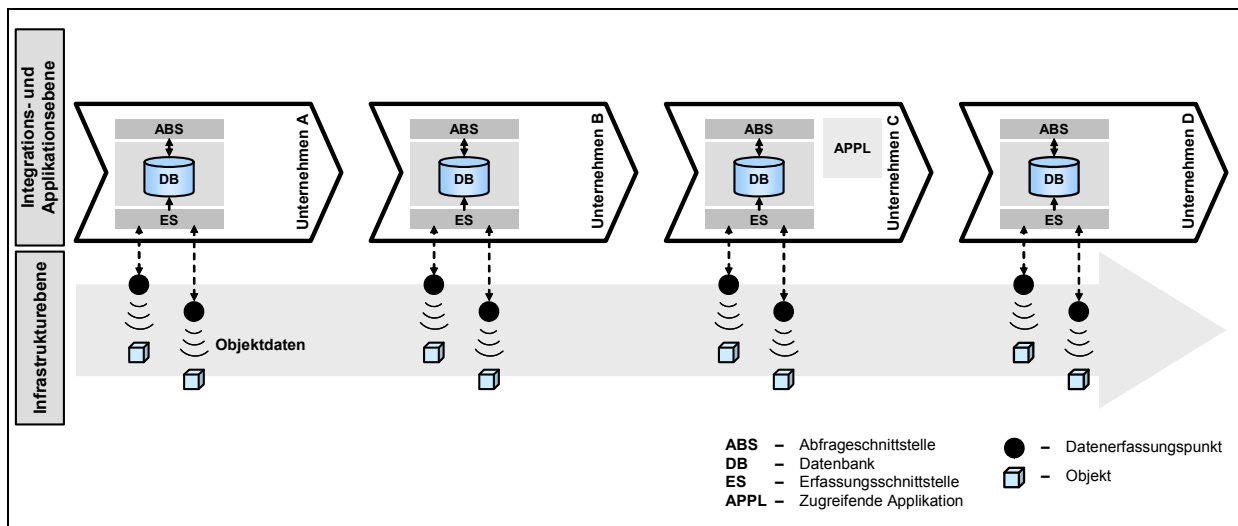 Integrations- und
Applikationsebene
ABS
DB
ES
Unternehmen A
ABS
DB
ES
Unternehmen B
ABS
DB
ES
APPL
Unternehmen C
ABS
DB
ES
Unternehmen D
Infrastrukturebene
Objektdaten
ABS – Abfrageschnittstelle
DB – Datenbank
ES – Erfassungsschnittstelle
APPL – Zugreifende Applikation
– Datenerfassungspunkt
– Objekt